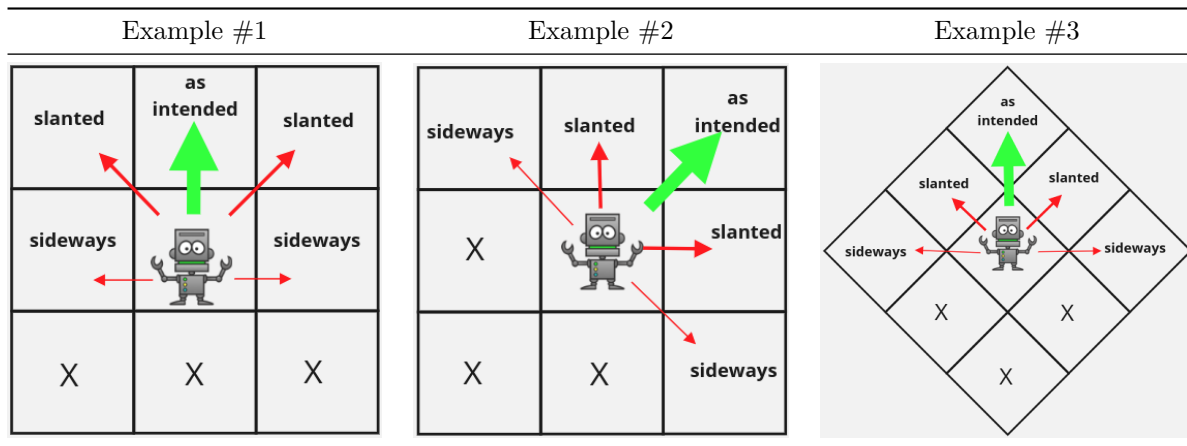 Example #1
Example #2
Example #3
slanted
as
intended
slanted
sideways
sideways
X
X
X
sideways
slanted
as
intended
X
slanted
X
X
sideways
as
intended
slanted
slanted
sideways
sideways
X
X
X